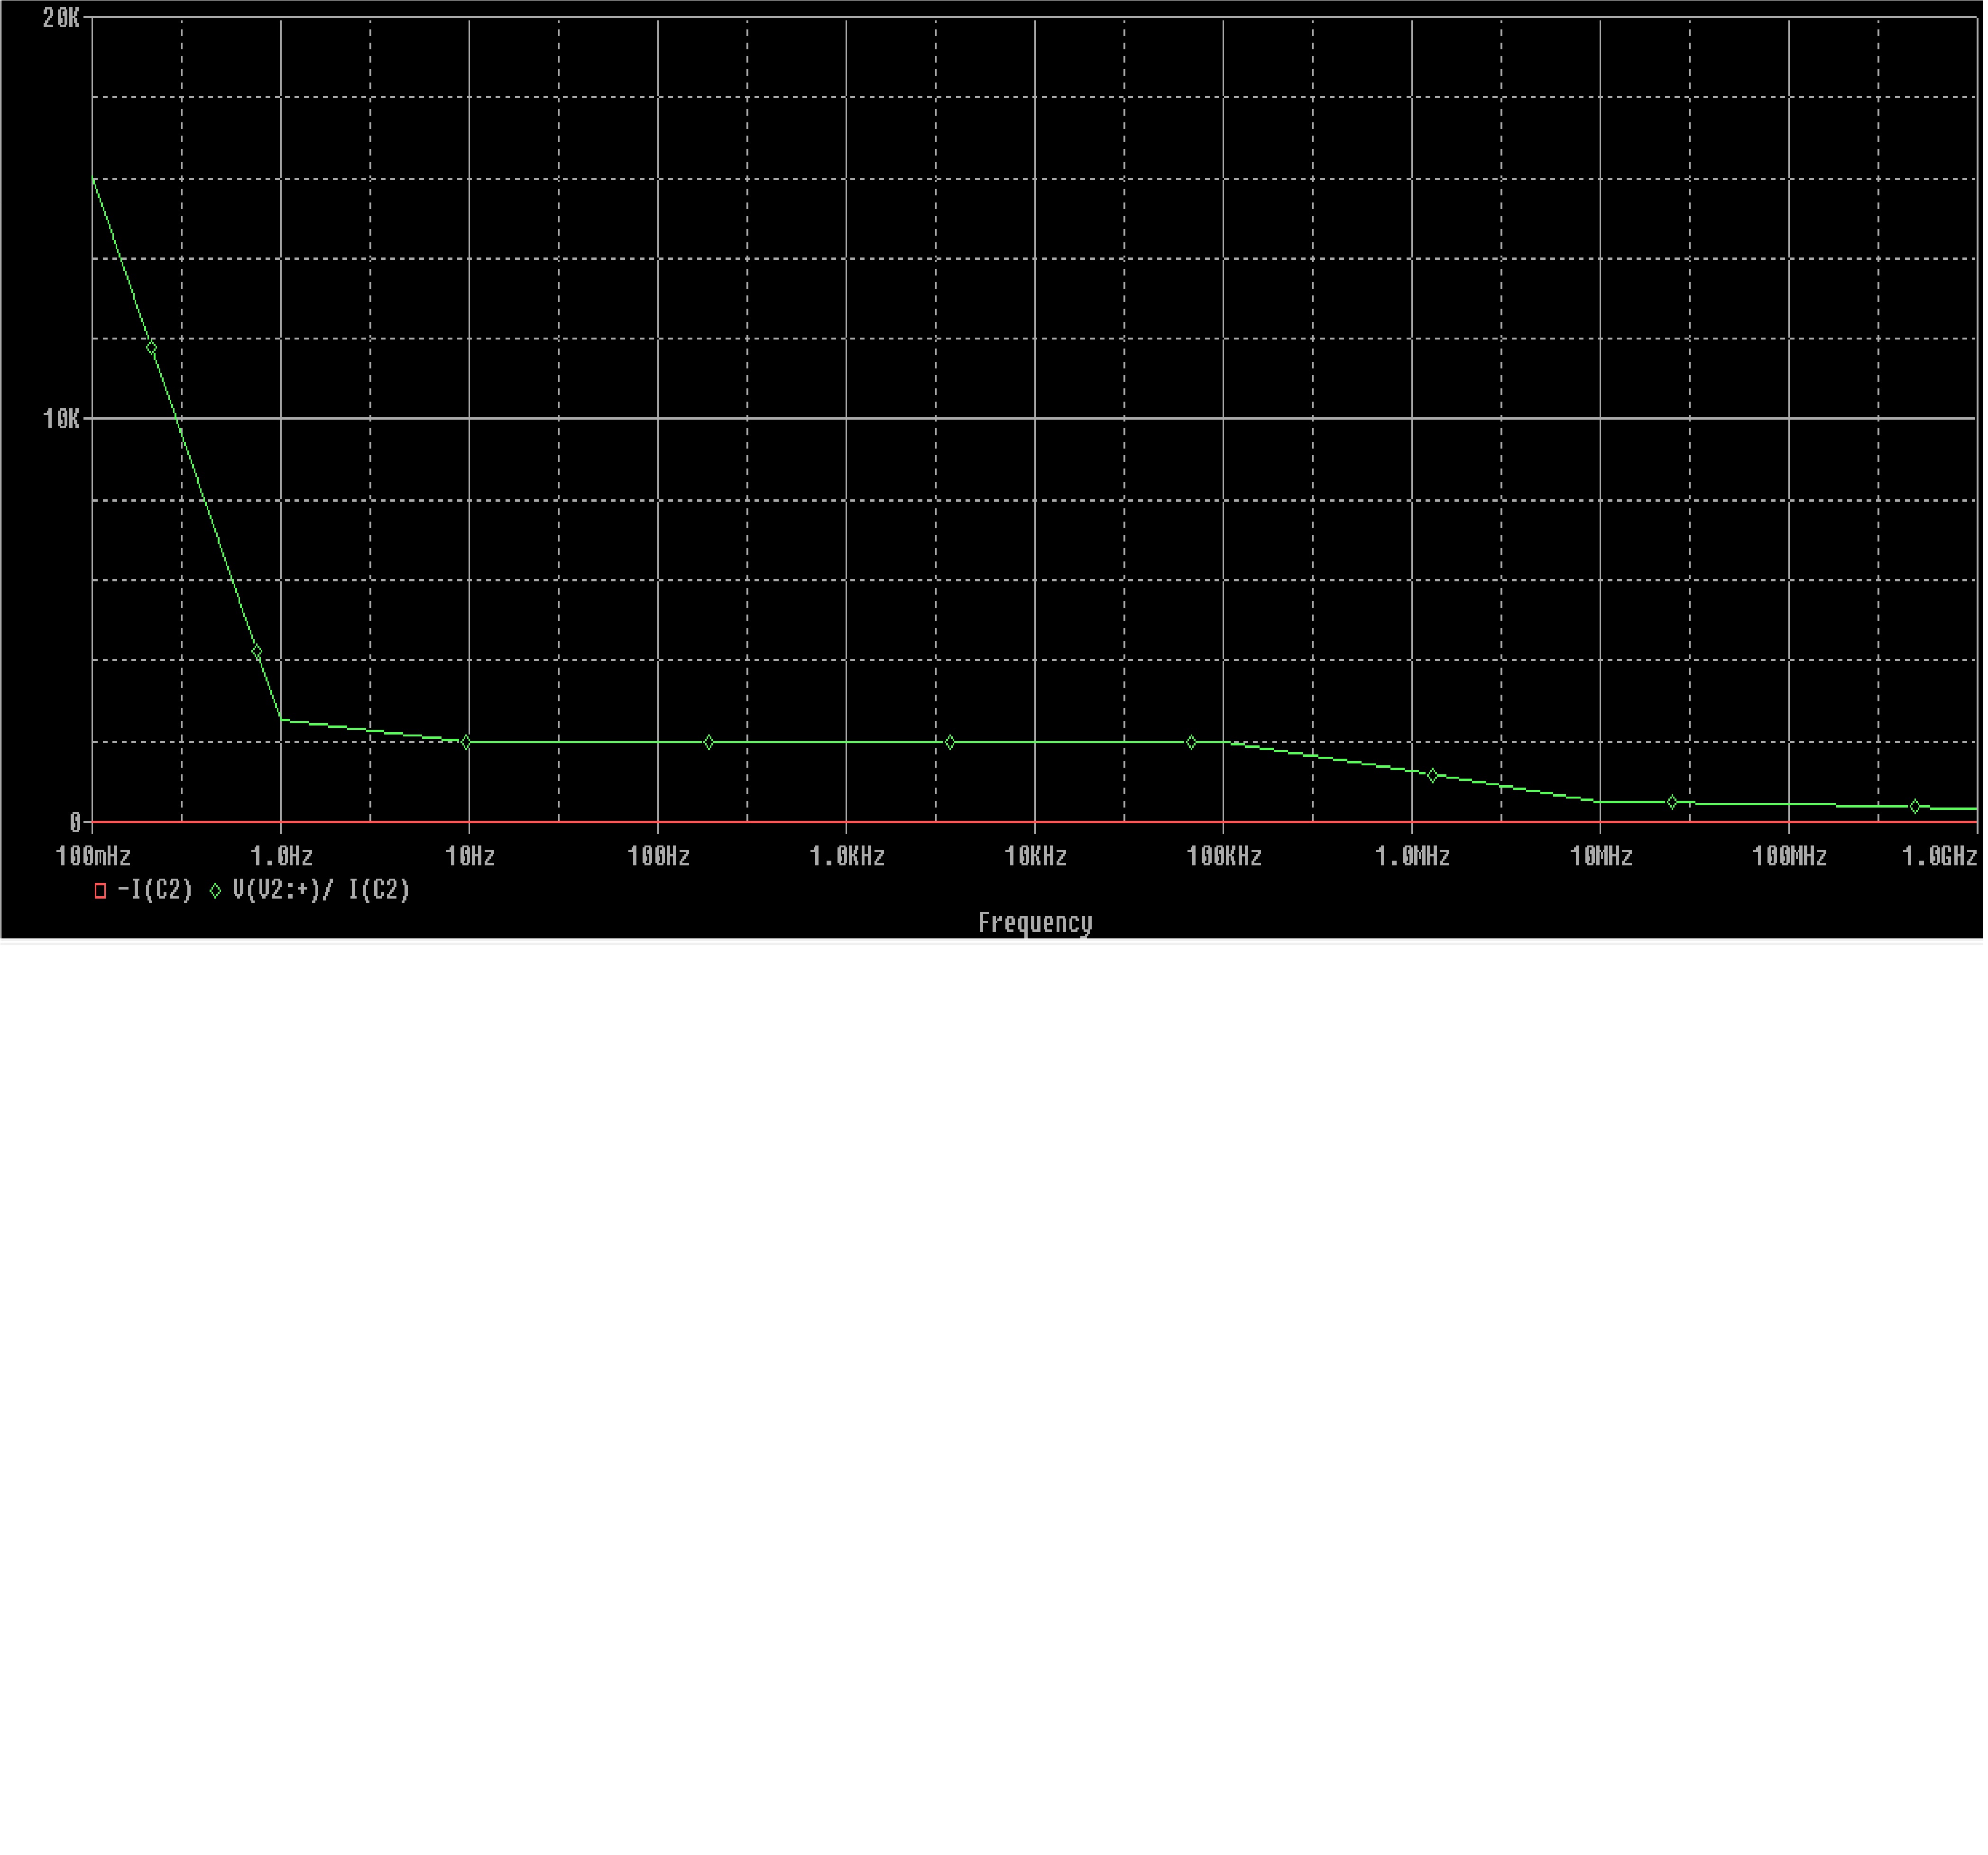 20K
10K
0
100mHz 1.0Hz 10Hz 100Hz 1.0KHz 10KHz 100KHz 1.0MHz 10MHz 100MHz 1.0GHz
-I(C2) V(V2:+)/ I(C2)
Frequency